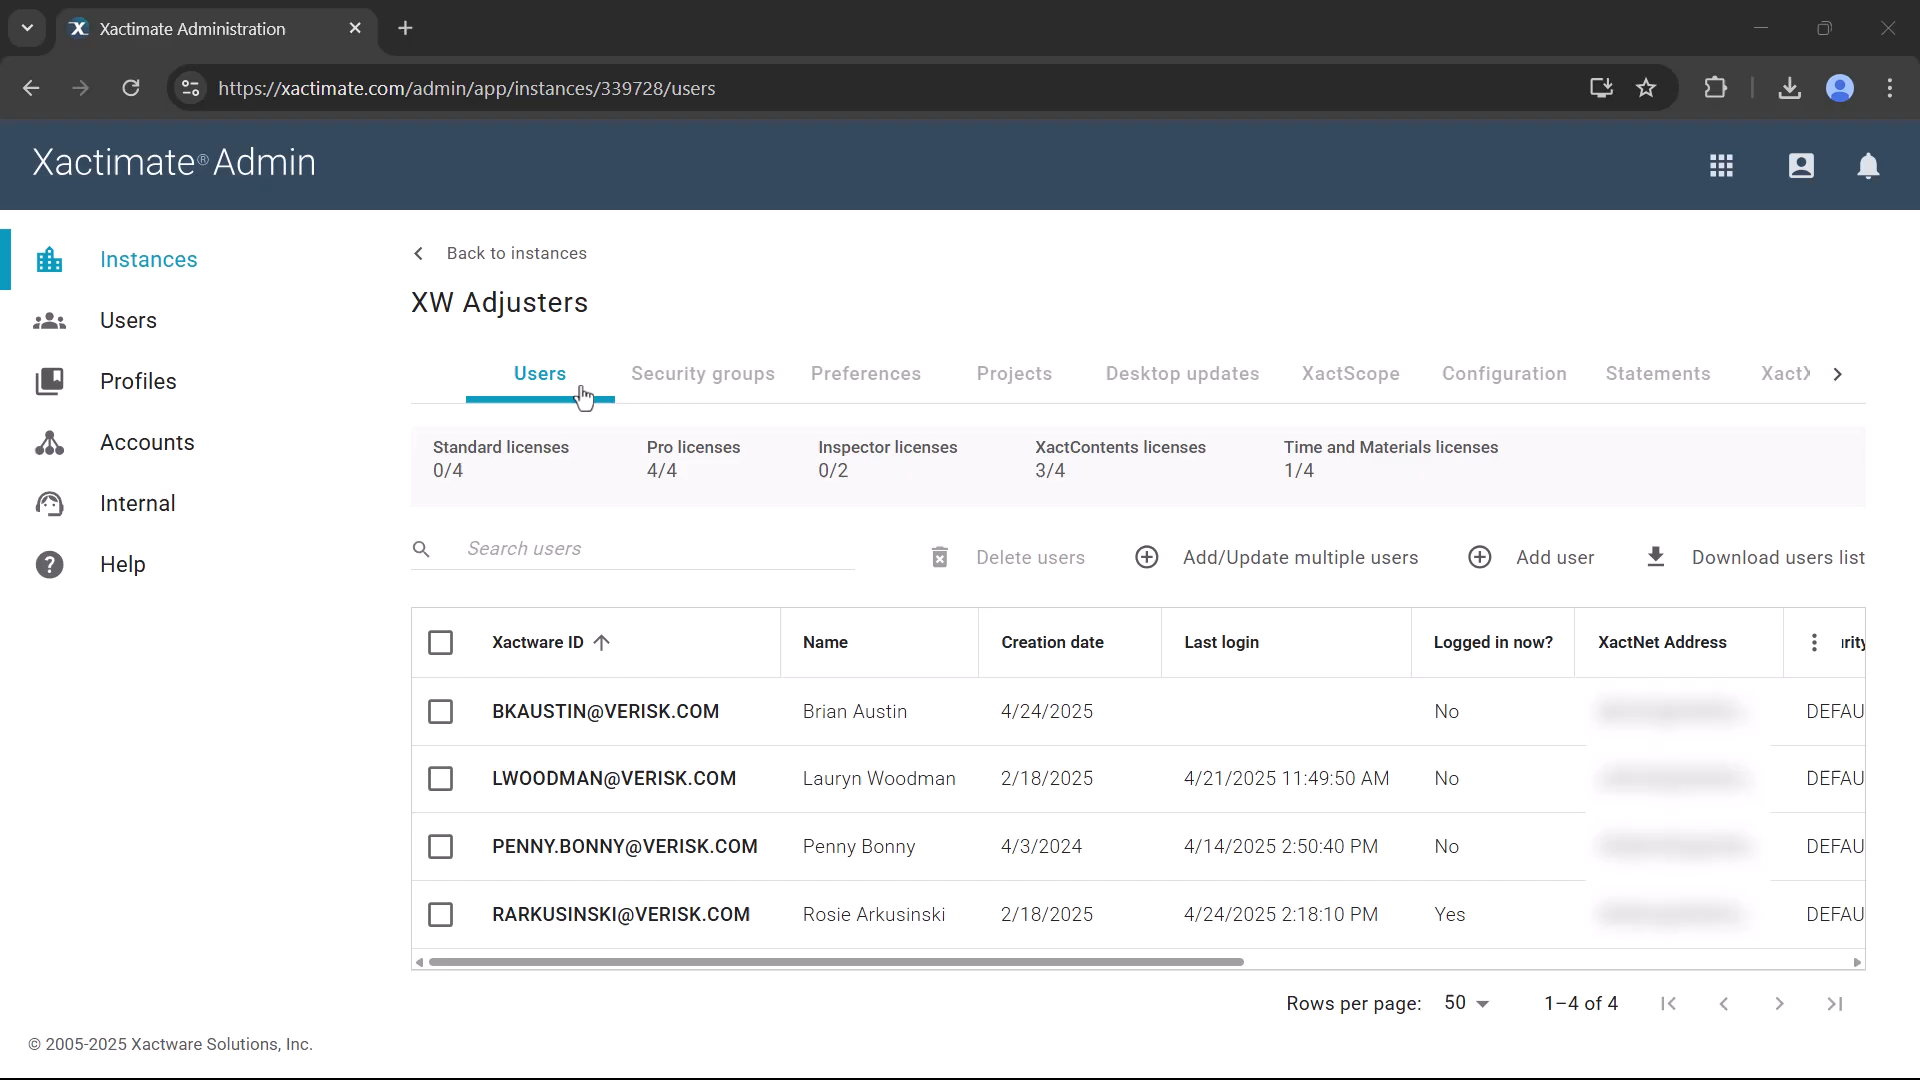 Xactimate Administration
https://xactimate.com/admin/app/instances/339728/users
Xactimate® Admin
Instances
Users
Profiles
Accounts
Internal
Help
Back to instances
XW Adjusters
Users Security groups Preferences Projects Desktop updates XactScope Configuration Statements XactX
Standard licenses Pro licenses Inspector licenses XactContents licenses Time and Materials licenses
0/4 4/4 0/2 3/4 1/4
Search users Delete users Add/Update multiple users Add user Download users list
Xactware ID Name Creation date Last login Logged in now? XactNet Address urity
BKAUSTIN@VERISK.COM Brian Austin 4/24/2025 No DEFAU
LWOODMAN@VERISK.COM Lauryn Woodman 2/18/2025 4/21/2025 11:49:50 AM No DEFAU
PENNY.BONNY@VERISK.COM Penny Bonny 4/3/2024 4/14/2025 2:50:40 PM No DEFAU
RARKUSINSKI@VERISK.COM Rosie Arkusinski 2/18/2025 4/24/2025 2:18:10 PM Yes DEFAU
Rows per page: 50 1–4 of 4
© 2005-2025 Xactware Solutions, Inc.